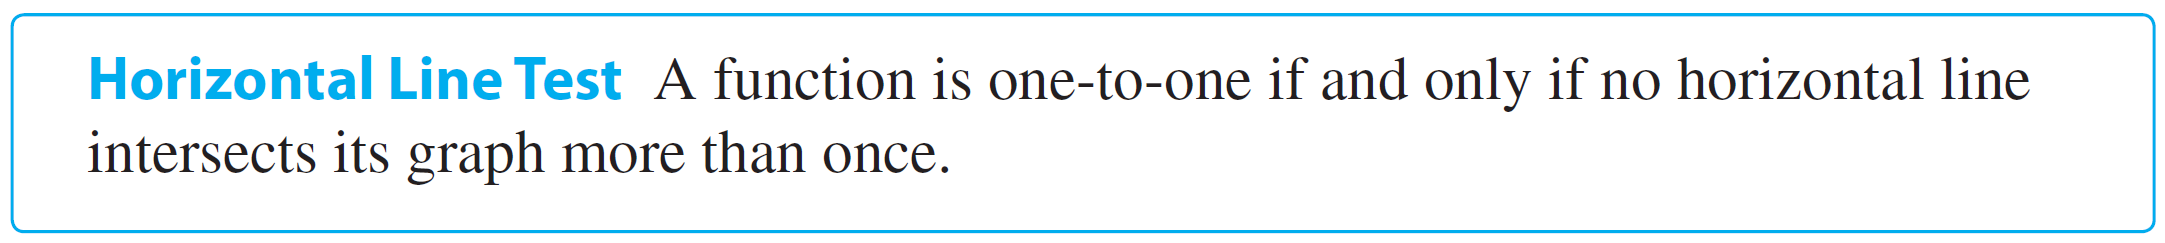 Horizontal Line Test A function is one-to-one if and only if no horizontal line
intersects its graph more than once.